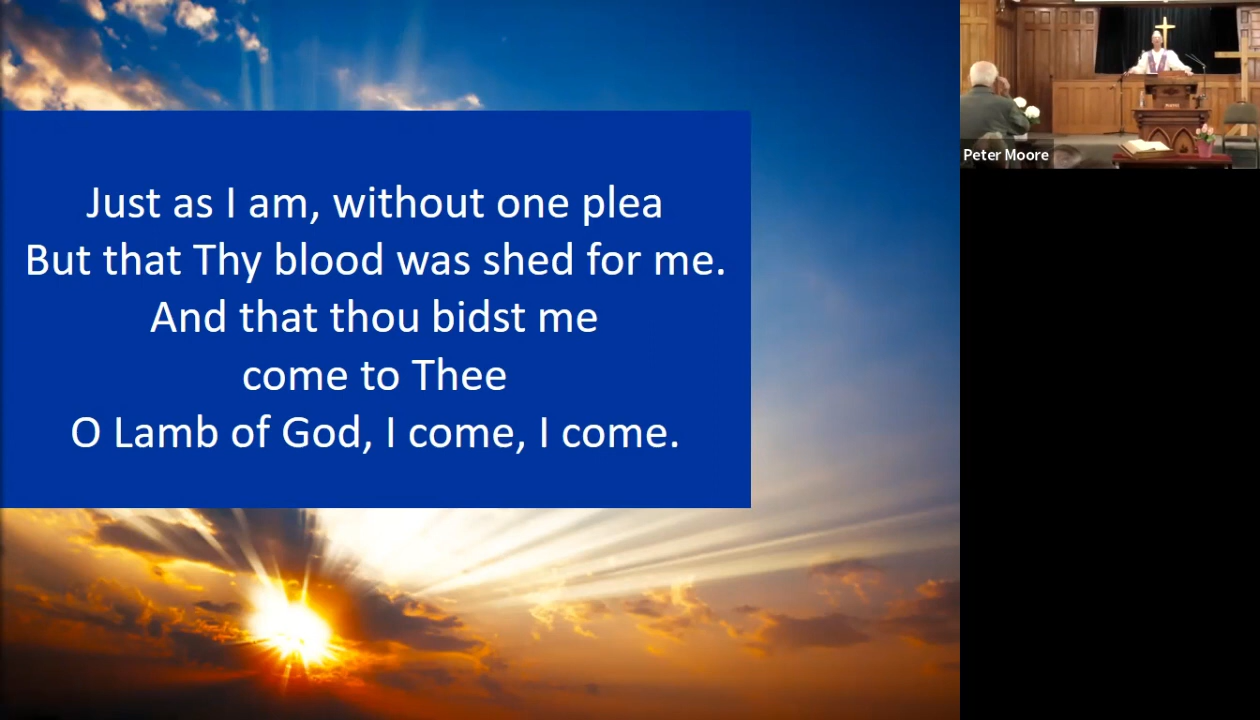 Just as I am, without one plea
But that Thy blood was shed for me.
And that thou bidst me
come to Thee
O Lamb of God, I come, I come.
Peter Moore